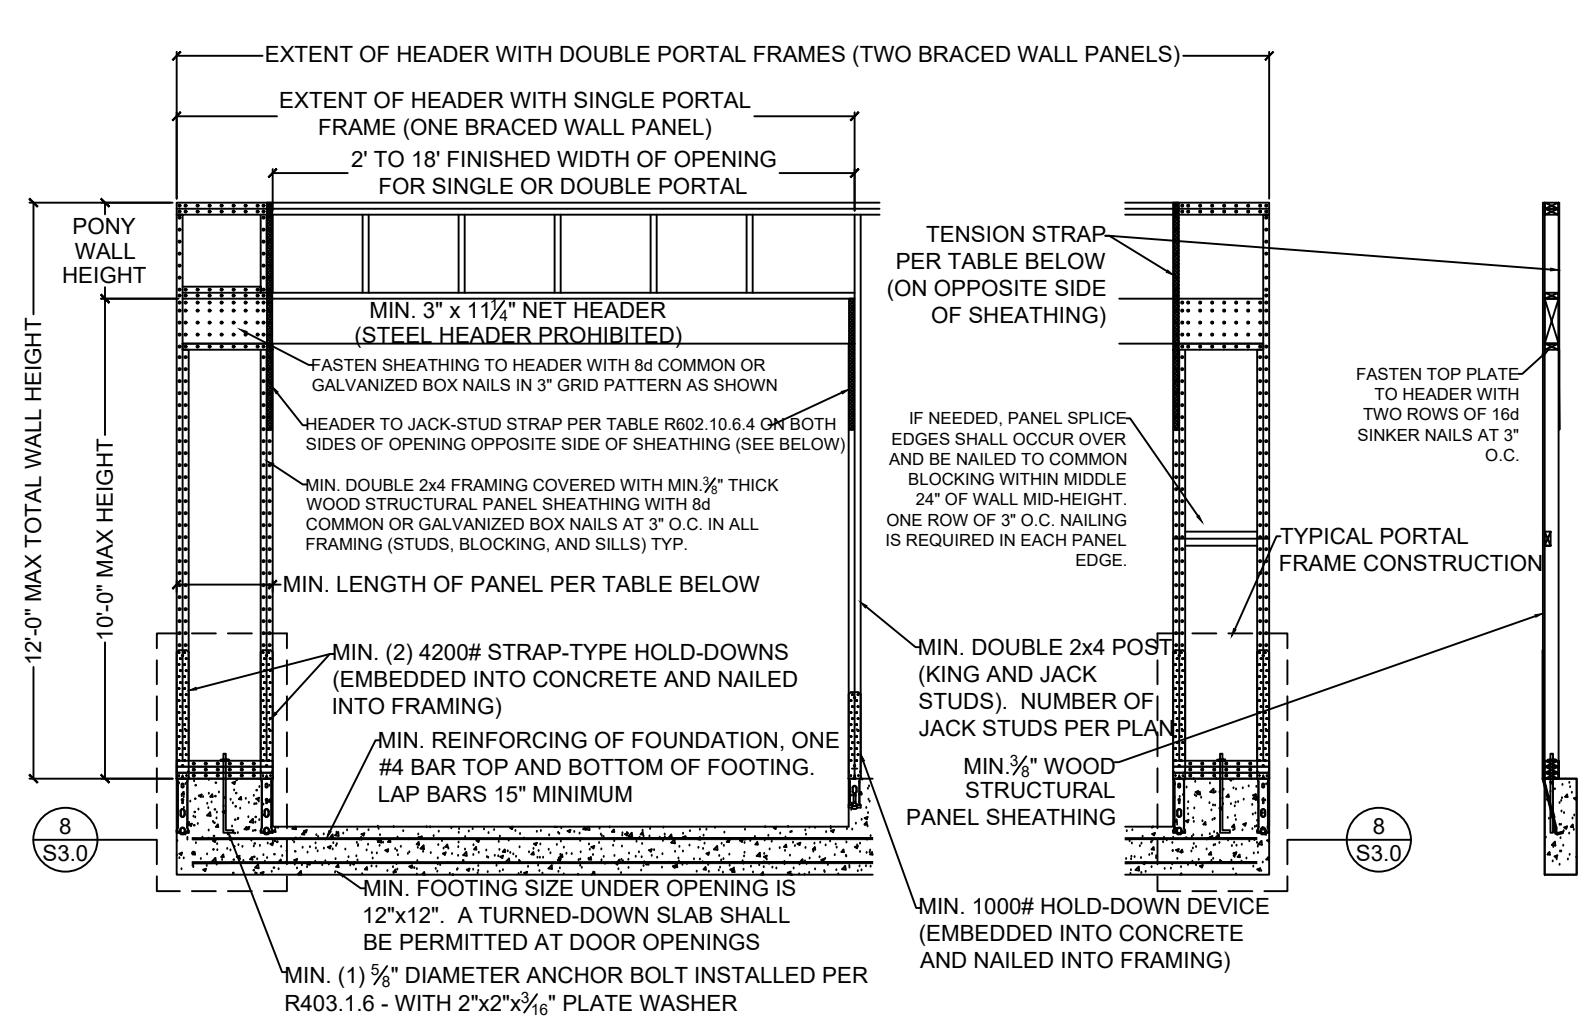 EXTENT OF HEADER WITH DOUBLE PORTAL FRAMES (TWO BRACED WALL PANELS)
EXTENT OF HEADER WITH SINGLE PORTAL
FRAME (ONE BRACED WALL PANEL)
2' TO 18' FINISHED WIDTH OF OPENING
FOR SINGLE OR DOUBLE PORTAL
PONY
WALL
HEIGHT
12'-0" MAX TOTAL WALL HEIGHT
10'-0" MAX HEIGHT
MIN. 3" x 11¼" NET HEADER
(STEEL HEADER PROHIBITED)
FASTEN SHEATHING TO HEADER WITH 8d COMMON OR
GALVANIZED BOX NAILS IN 3" GRID PATTERN AS SHOWN
HEADER TO JACK-STUD STRAP PER TABLE R602.10.6.4 ON BOTH
SIDES OF OPENING OPPOSITE SIDE OF SHEATHING (SEE BELOW)
MIN. DOUBLE 2x4 FRAMING COVERED WITH MIN.⅜" THICK
WOOD STRUCTURAL PANEL SHEATHING WITH 8d
COMMON OR GALVANIZED BOX NAILS AT 3" O.C. IN ALL
FRAMING (STUDS, BLOCKING, AND SILLS) TYP.
MIN. LENGTH OF PANEL PER TABLE BELOW
MIN. (2) 4200# STRAP-TYPE HOLD-DOWNS
(EMBEDDED INTO CONCRETE AND NAILED
INTO FRAMING)
MIN. REINFORCING OF FOUNDATION, ONE
#4 BAR TOP AND BOTTOM OF FOOTING.
LAP BARS 15" MINIMUM
8
S3.0
MIN. FOOTING SIZE UNDER OPENING IS
12"x12". A TURNED-DOWN SLAB SHALL
BE PERMITTED AT DOOR OPENINGS
MIN. (1) ⅝" DIAMETER ANCHOR BOLT INSTALLED PER
R403.1.6 - WITH 2"x2"x3⁄16" PLATE WASHER
TENSION STRAP
PER TABLE BELOW
(ON OPPOSITE SIDE
OF SHEATHING)
IF NEEDED, PANEL SPLICE
EDGES SHALL OCCUR OVER
AND BE NAILED TO COMMON
BLOCKING WITHIN MIDDLE
24" OF WALL MID-HEIGHT.
ONE ROW OF 3" O.C. NAILING
IS REQUIRED IN EACH PANEL
EDGE.
MIN. DOUBLE 2x4 POST
(KING AND JACK
STUDS). NUMBER OF
JACK STUDS PER PLAN
MIN.⅜" WOOD
STRUCTURAL
PANEL SHEATHING
MIN. 1000# HOLD-DOWN DEVICE
(EMBEDDED INTO CONCRETE
AND NAILED INTO FRAMING)
FASTEN TOP PLATE
TO HEADER WITH
TWO ROWS OF 16d
SINKER NAILS AT 3"
O.C.
TYPICAL PORTAL
FRAME CONSTRUCTION
8
S3.0